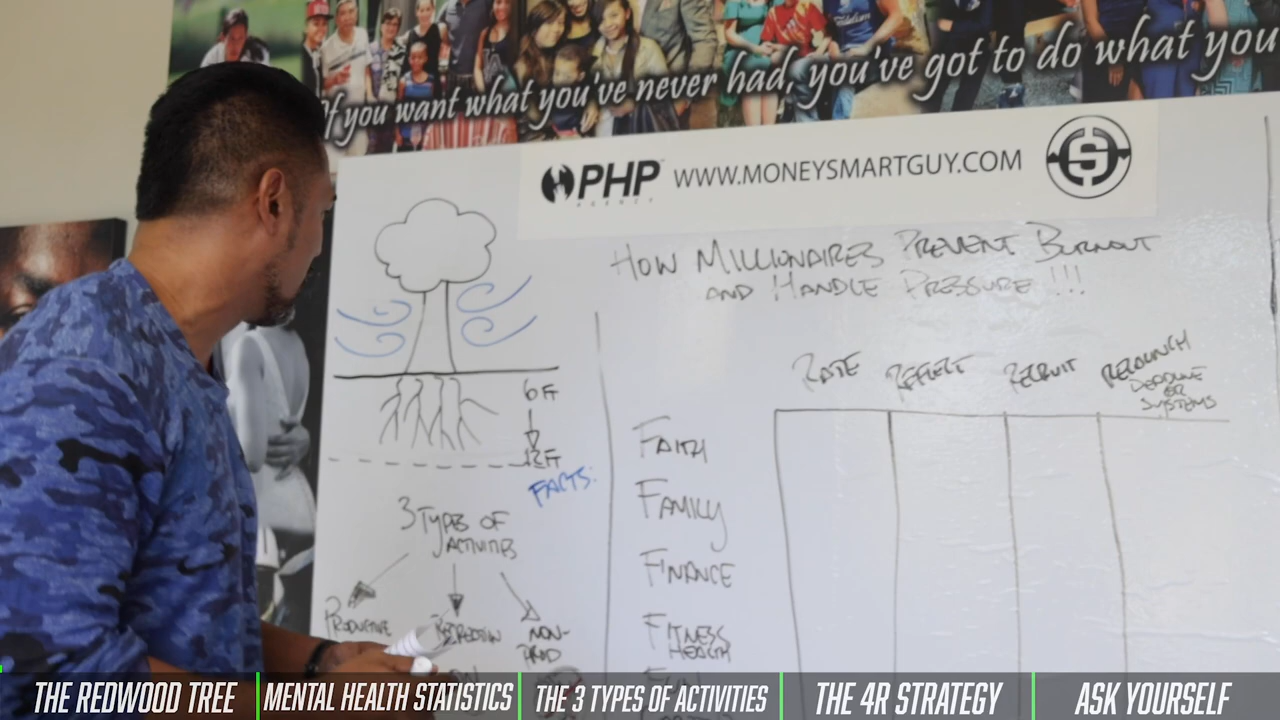 If you want what you've never had, you've got to do what you
PHP
AGENCY
WWW.MONEYSMARTGUY.COM
HOW MILLIONAIRES PREVENT BURNOUT
AND HANDLE PRESSURE !!!
6 FT
12 FT
FACTS:
3 TYPES OF
ACTIVITIES
PRODUCTIVE
NON-
PROD
RATE
REFLECT
RECRUIT
RELAUNCH
DEADLINE
OR
SYSTEMS
FAITH
FAMILY
FINANCE
FITNESS
HEALTH
THE REDWOOD TREE
MENTAL HEALTH STATISTICS
THE 3 TYPES OF ACTIVITIES
THE 4R STRATEGY
ASK YOURSELF